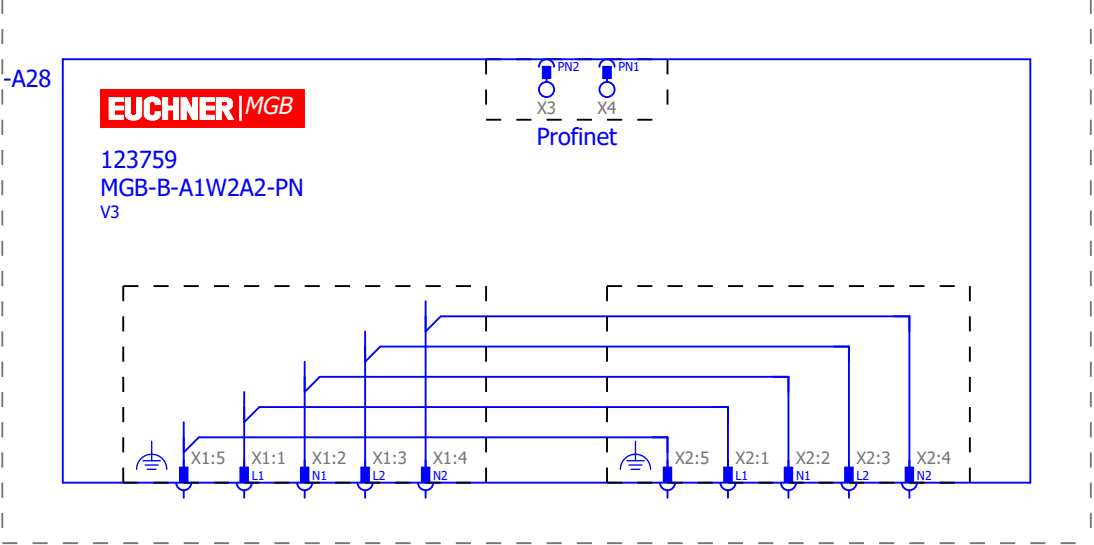 -A28
PN2
PN1
X3
X4
Profinet
EUCHNER|MGB
123759
MGB-B-A1W2A2-PN
V3
X1:5
X1:1
X1:2
X1:3
X1:4
L1
N1
L2
N2
X2:5
X2:1
X2:2
X2:3
X2:4
L1
N1
L2
N2